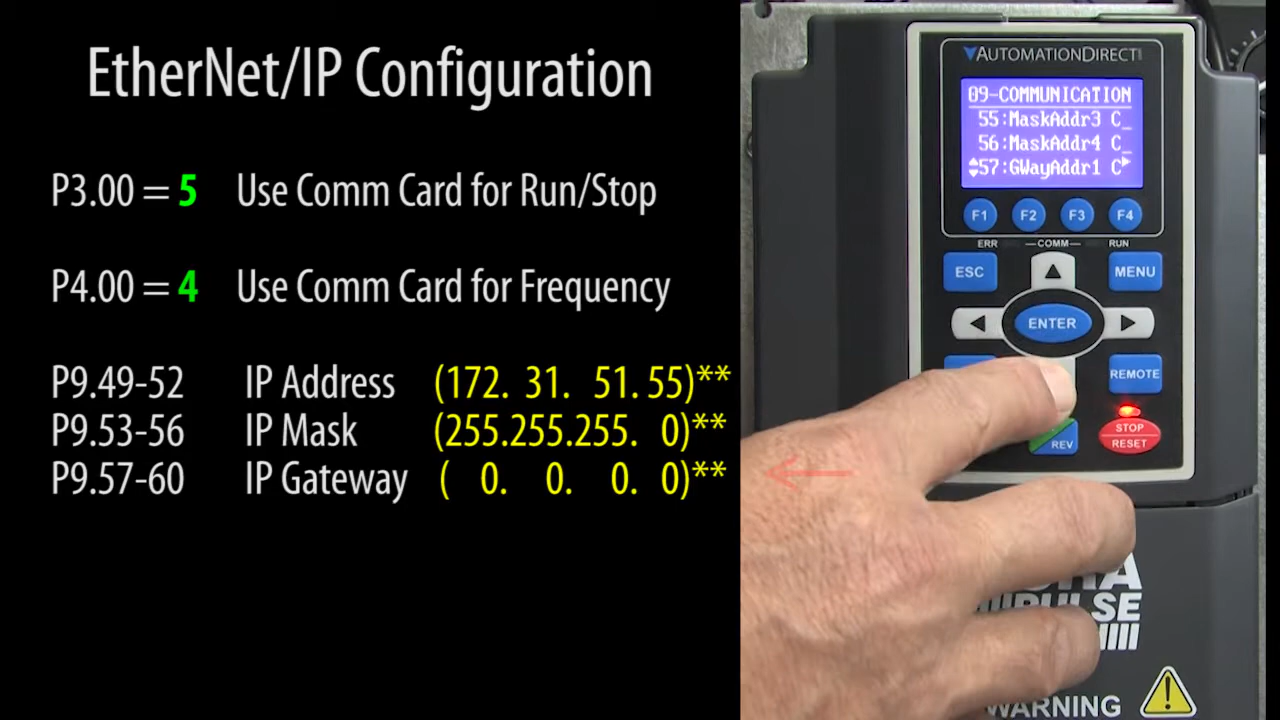 EtherNet/IP Configuration
P3.00 = 5 Use Comm Card for Run/Stop
P4.00 = 4 Use Comm Card for Frequency
P9.49-52 IP Address (172. 31. 51. 55)**
P9.53-56 IP Mask (255.255.255. 0)**
P9.57-60 IP Gateway ( 0. 0. 0. 0)**
AUTOMATIONDIRECT
09-COMMUNICATION
55:MaskAddr3 C_
56:MaskAddr4 C_
57:GWayAddr1 C
F1 F2 F3 F4
ERR COMM RUN
ESC MENU
ENTER
REMOTE
REV
STOP
RESET
PULSE
WARNING